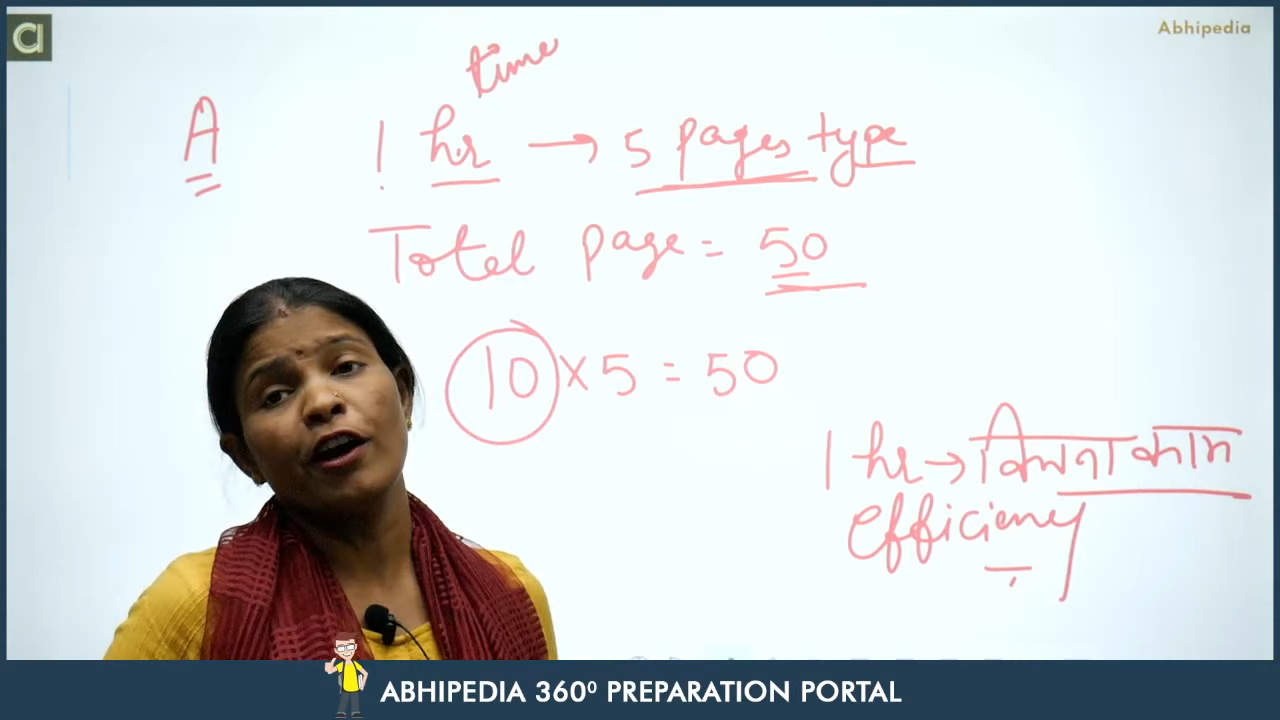 Abhipedia
time
A 1 hr → 5 pages type
Total page = 50
10 × 5 = 50
1 hr → कितना काम
efficiency
ABHIPEDIA 360⁰ PREPARATION PORTAL